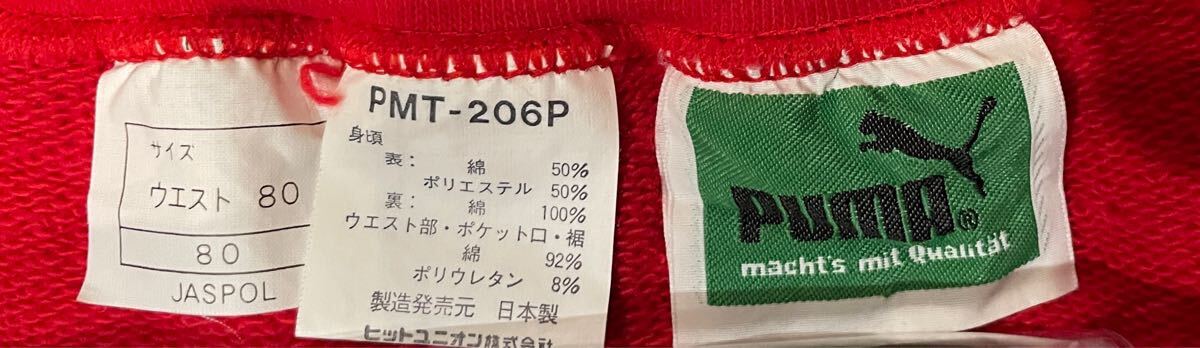 サイズ
ウエスト 80
80
JASPOL
PMT-206P
身頃
表: 綿 50%
ポリエステル 50%
裏: 綿 100%
ウエスト部・ポケット口・裾
綿 92%
ポリウレタン 8%
製造発売元 日本製
ヒットユニオン株式会社
PUMA®
macht's mit Qualität